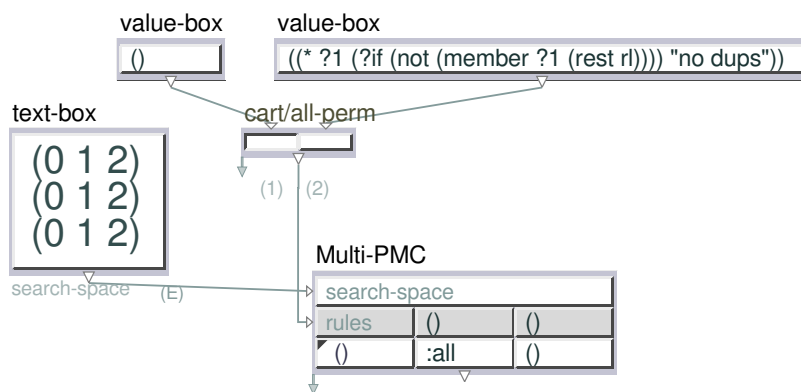 value-box
value-box
()
((* ?1 (?if (not (member ?1 (rest rl)))) "no dups"))
text-box
cart/all-perm
(0 1 2)
(0 1 2)
(0 1 2)
(1)
(2)
Multi-PMC
search-space
(E)
search-space
rules
()
()
()
:all
()